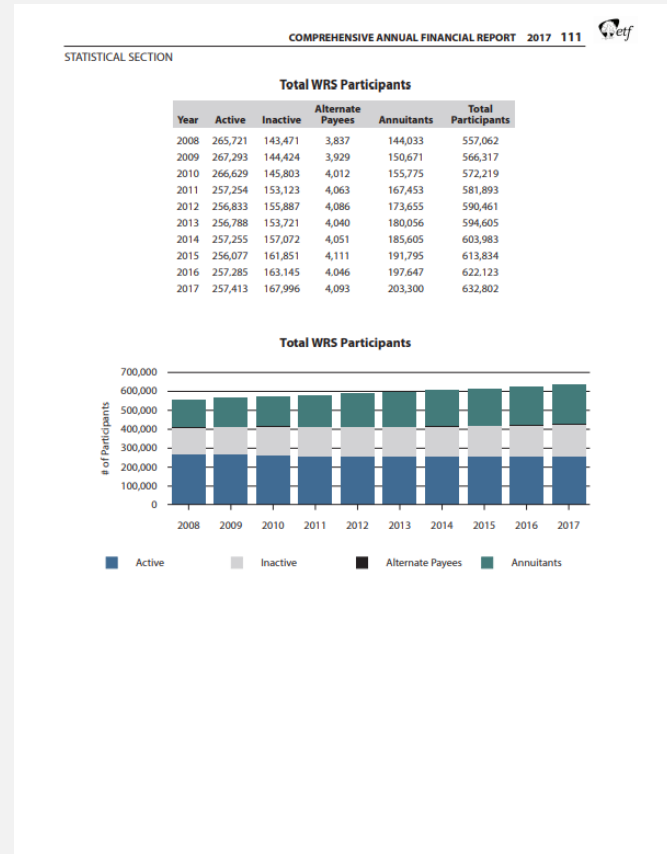 COMPREHENSIVE ANNUAL FINANCIAL REPORT 2017 111 etf
STATISTICAL SECTION
Total WRS Participants
Alternate Total
Year Active Inactive Payees Annuitants Participants
2008 265,721 143,471 3,837 144,033 557,062
2009 267,293 144,424 3,929 150,671 566,317
2010 266,629 145,803 4,012 155,775 572,219
2011 257,254 153,123 4,063 167,453 581,893
2012 256,833 155,887 4,086 173,655 590,461
2013 256,788 153,721 4,040 180,056 594,605
2014 257,255 157,072 4,051 185,605 603,983
2015 256,077 161,851 4,111 191,795 613,834
2016 257.285 163.145 4.046 197.647 622.123
2017 257,413 167,996 4,093 203,300 632,802
Total WRS Participants
# of Participants
700,000
600,000
500,000
400,000
300,000
200,000
100,000
0
2008 2009 2010 2011 2012 2013 2014 2015 2016 2017
Active Inactive Alternate Payees Annuitants